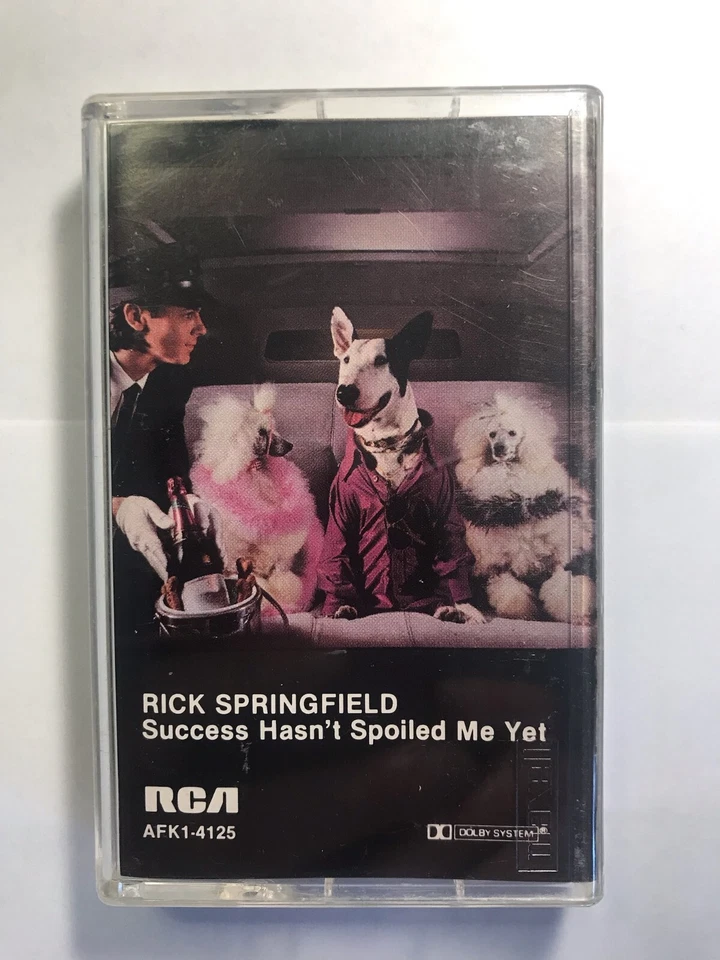 RICK SPRINGFIELD
Success Hasn't Spoiled Me Yet
RCA
AFK1-4125
DOLBY SYSTEM®